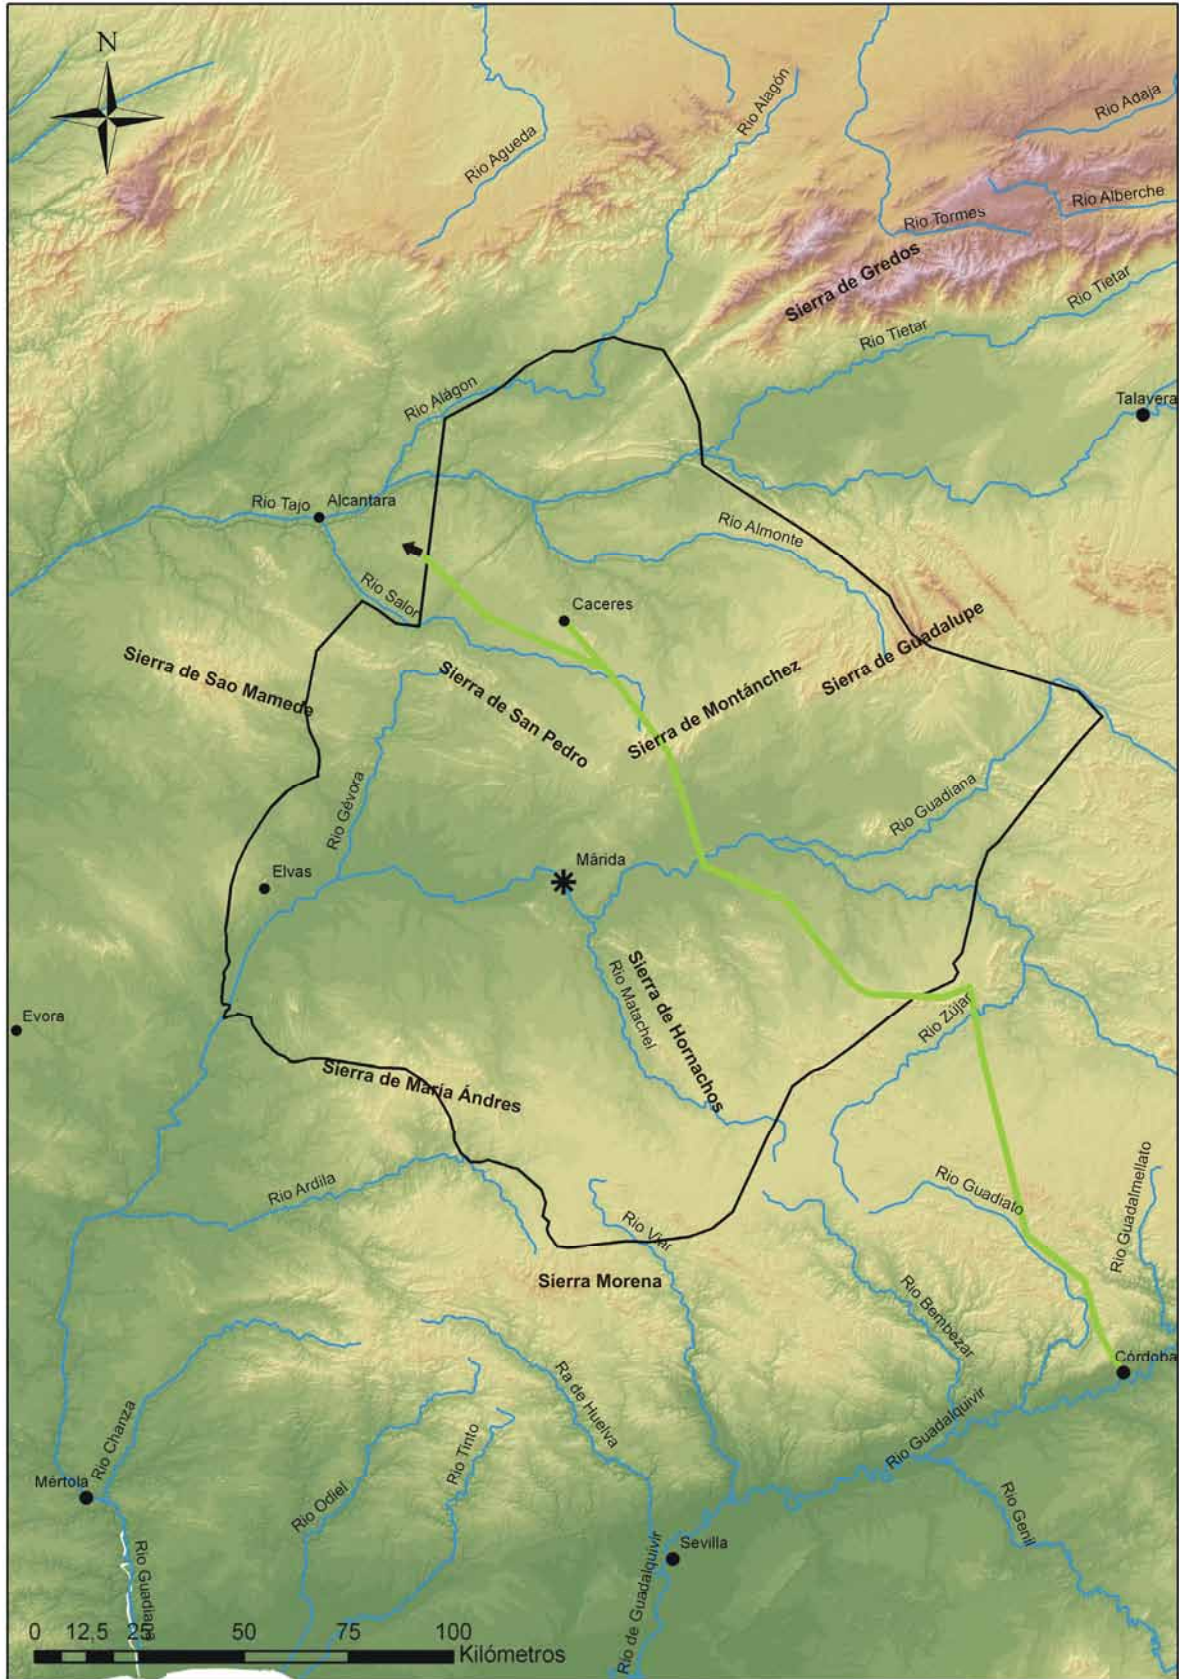 N
Rio Alagón
Rio Adaja
Rio Agueda
Rio Alberche
Rio Tormes
Sierra de Gredos
Rio Tietar
Rio Tietar
Rio Alágon
Talavera
Rio Tajo
Alcantara
Rio Almonte
Rio Salor
Caceres
Sierra de Guadalupe
Sierra de Sao Mamede
Sierra de San Pedro
Sierra de Montánchez
Rio Gévora
Rio Guadiana
Márida
Elvas
Sierra de Hornachos
Rio Matachel
Evora
Rio Zújar
Sierra de María Ándres
Rio Ardila
Rio Guadiato
Rio Guadalmellato
Rio Viar
Sierra Morena
Rio Bembezar
Córdoba
Ra de Huelva
Rio Chanza
Rio Tinto
Rio Guadalquivir
Mértola
Rio Odiel
Rio Genil
Sevilla
Rio Guadiana
Rio de Guadalquivir
0 12,5 25 50 75 100
Kilómetros